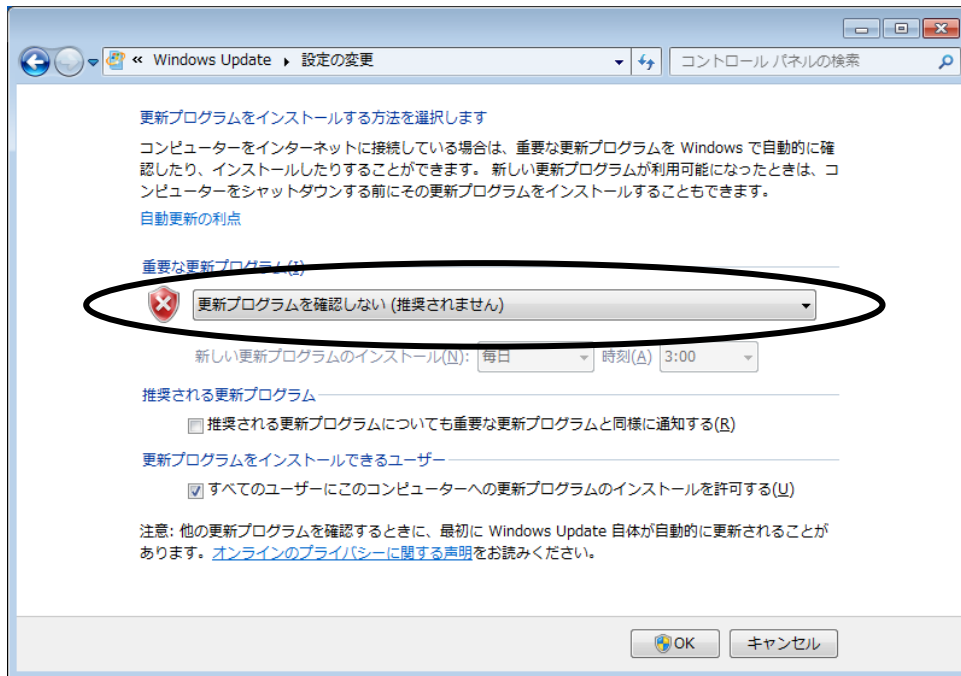 « Windows Update ▸ 設定の変更
コントロール パネルの検索
更新プログラムをインストールする方法を選択します
コンピューターをインターネットに接続している場合は、重要な更新プログラムを Windows で自動的に確
認したり、インストールしたりすることができます。 新しい更新プログラムが利用可能になったときは、コ
ンピューターをシャットダウンする前にその更新プログラムをインストールすることもできます。
自動更新の利点
重要な更新プログラム(I)
更新プログラムを確認しない (推奨されません)
新しい更新プログラムのインストール(N): 毎日 時刻(A) 3:00
推奨される更新プログラム
推奨される更新プログラムについても重要な更新プログラムと同様に通知する(R)
更新プログラムをインストールできるユーザー
すべてのユーザーにこのコンピューターへの更新プログラムのインストールを許可する(U)
注意: 他の更新プログラムを確認するときに、最初に Windows Update 自体が自動的に更新されることが
あります。オンラインのプライバシーに関する声明をお読みください。
OK キャンセル